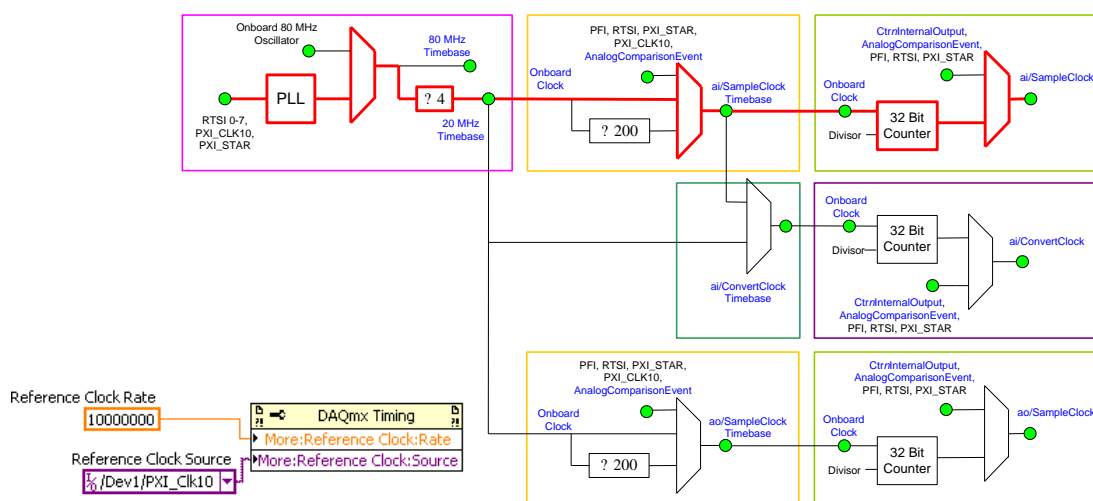 Onboard 80 MHz
Oscillator
80 MHz
Timebase
PLL
? 4
RTSI 0-7,
PXI_CLK10,
PXI_STAR
20 MHz
Timebase
PFI, RTSI, PXI_STAR,
PXI_CLK10,
AnalogComparisonEvent
Onboard
Clock
? 200
ai/SampleClock
Timebase
CtrnInternalOutput,
AnalogComparisonEvent,
PFI, RTSI, PXI_STAR
Onboard
Clock
Divisor
32 Bit
Counter
ai/SampleClock
ai/ConvertClock
Timebase
Onboard
Clock
Divisor
32 Bit
Counter
ai/ConvertClock
CtrnInternalOutput,
AnalogComparisonEvent,
PFI, RTSI, PXI_STAR
PFI, RTSI, PXI_STAR,
PXI_CLK10,
AnalogComparisonEvent
Onboard
Clock
? 200
ao/SampleClock
Timebase
CtrnInternalOutput,
AnalogComparisonEvent,
PFI, RTSI, PXI_STAR
Onboard
Clock
Divisor
32 Bit
Counter
ao/SampleClock
Reference Clock Rate
10000000
Reference Clock Source
I/0 /Dev1/PXI_Clk10
?! DAQmx Timing ?!
More:Reference Clock:Rate
More:Reference Clock:Source